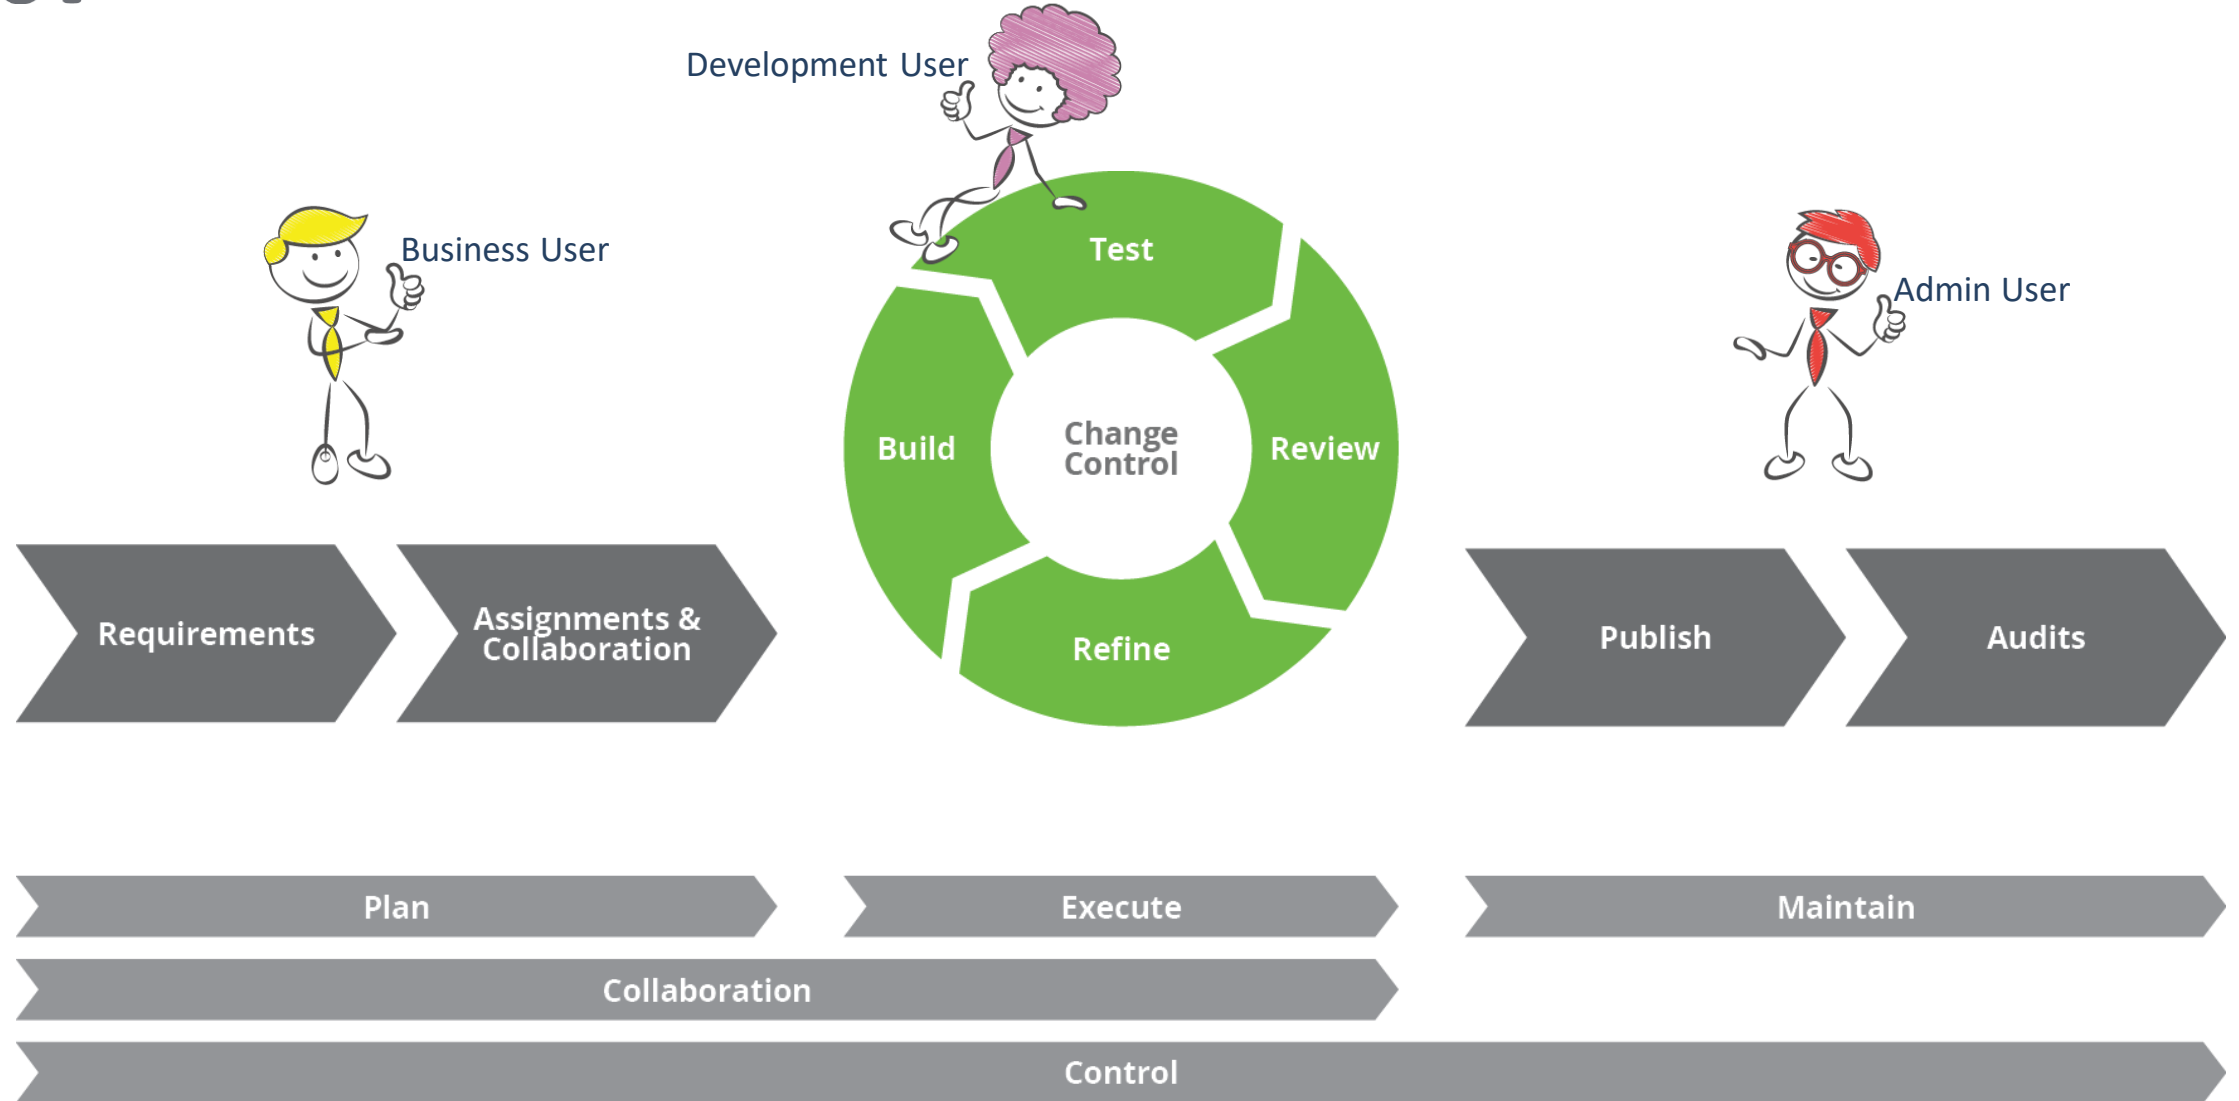 Development User
Business User
Admin User
Test
Build
Change
Control
Review
Refine
Requirements
Assignments &
Collaboration
Publish
Audits
Plan
Execute
Maintain
Collaboration
Control